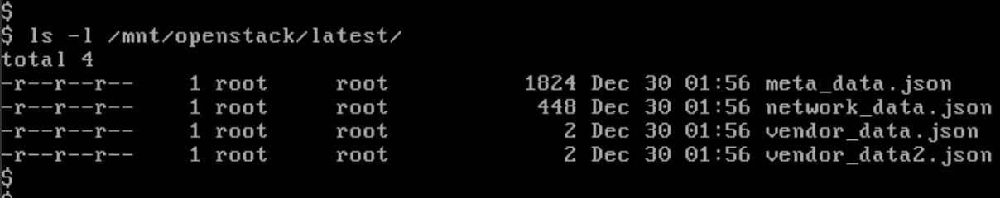 $
$ ls -l /mnt/openstack/latest/
total 4
-r--r--r--    1 root     root          1824 Dec 30 01:56 meta_data.json
-r--r--r--    1 root     root           448 Dec 30 01:56 network_data.json
-r--r--r--    1 root     root             2 Dec 30 01:56 vendor_data.json
-r--r--r--    1 root     root             2 Dec 30 01:56 vendor_data2.json
$
$